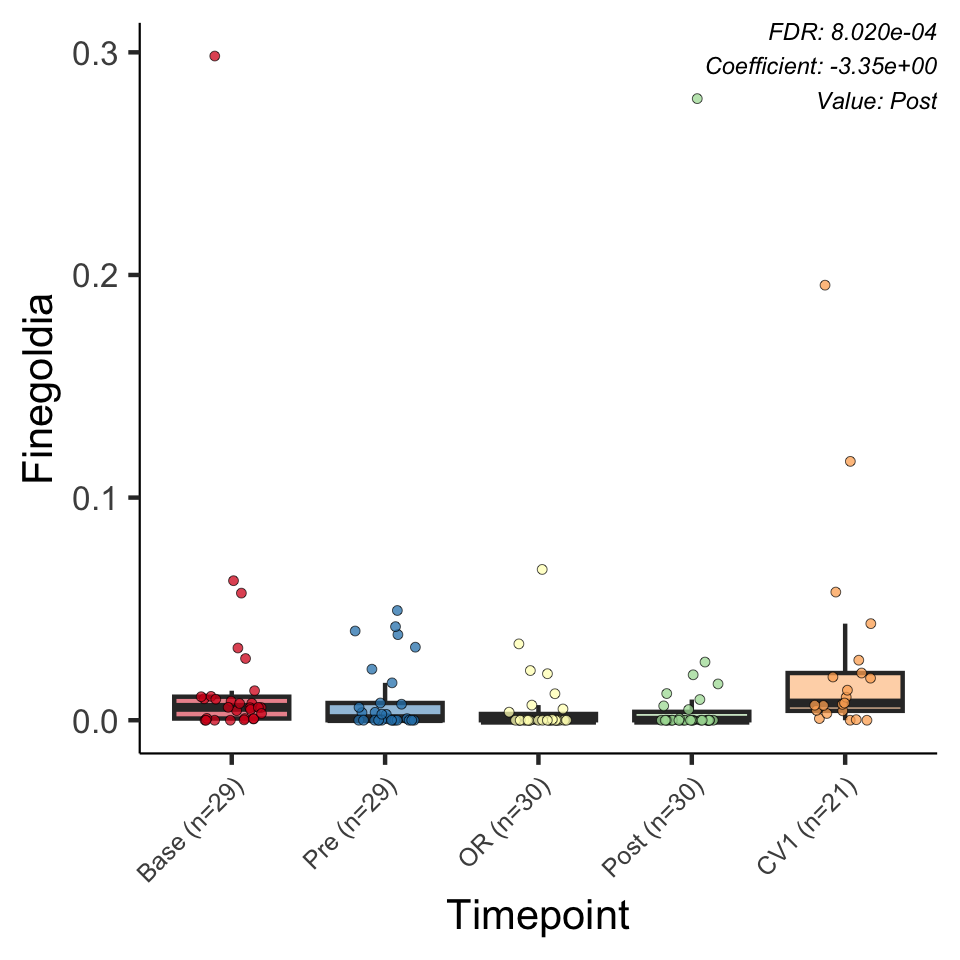 FDR: 8.020e-04
Coefficient: -3.35e+00
Value: Post
Finegoldia
0.3
0.2
0.1
0.0
Base (n=29)
Pre (n=29)
OR (n=30)
Post (n=30)
CV1 (n=21)
Timepoint